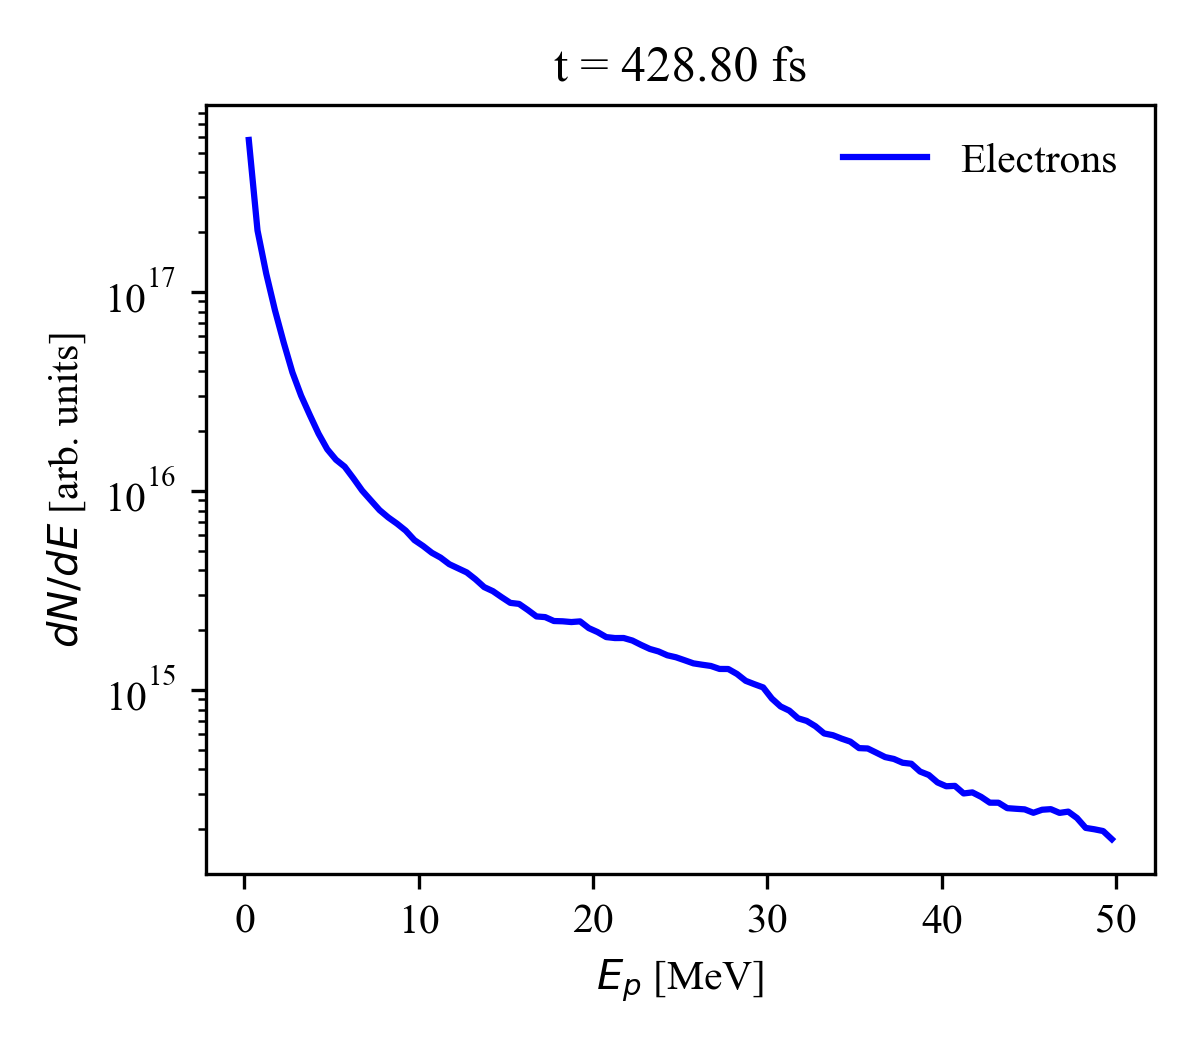 t = 428.80 fs
Electrons
10^17
10^16
10^15
dN/dE [arb. units]
0 10 20 30 40 50
E_p [MeV]